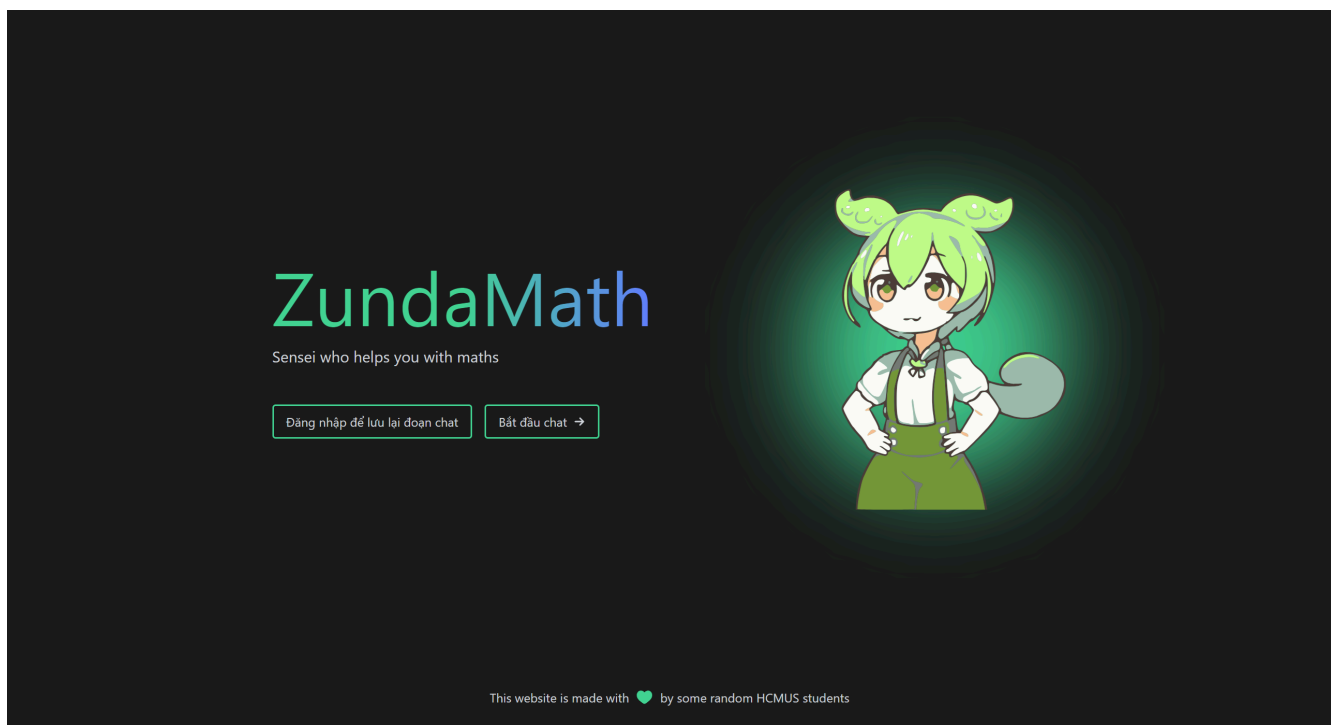 ZundaMath
Sensei who helps you with maths
Đăng nhập để lưu lại đoạn chat
Bắt đầu chat →
This website is made with 💚 by some random HCMUS students